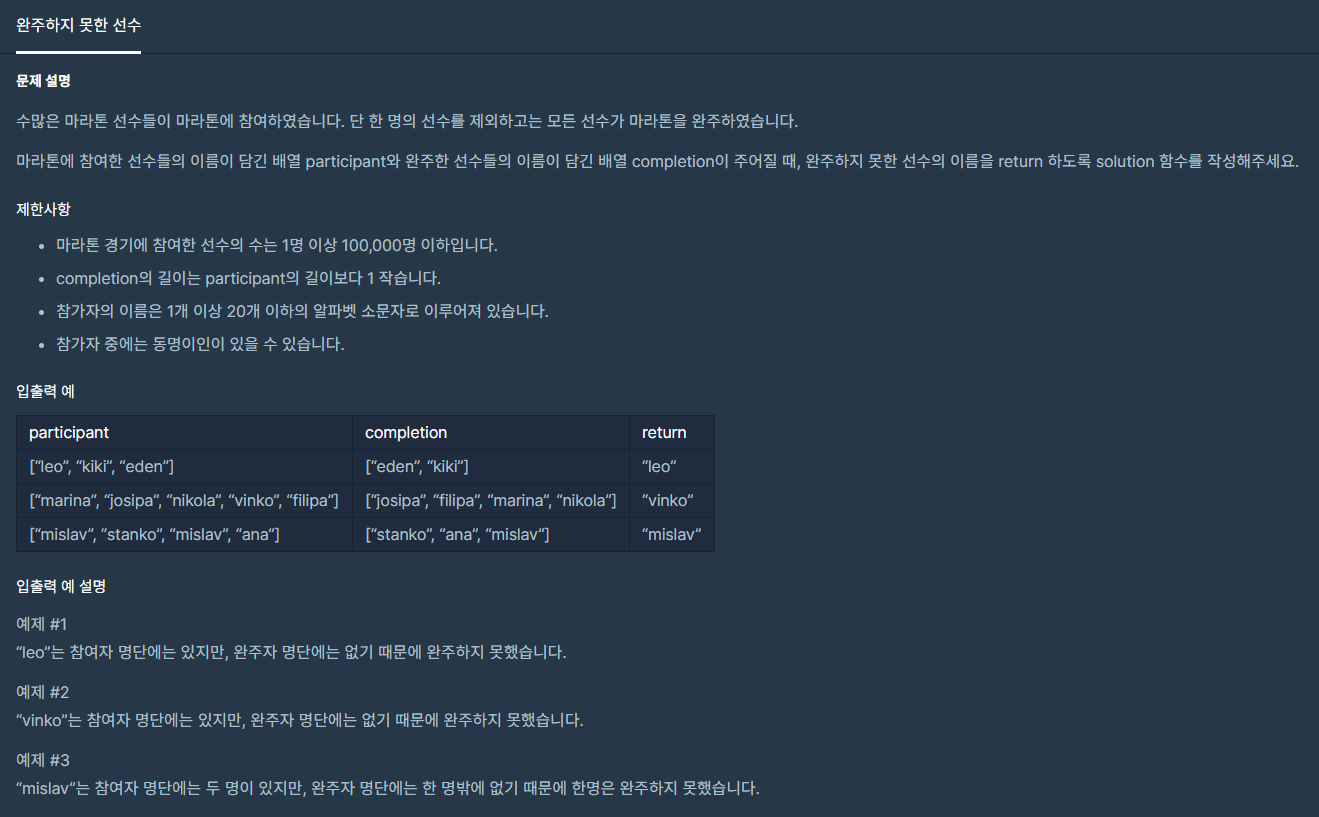 완주하지 못한 선수
문제 설명
수많은 마라톤 선수들이 마라톤에 참여하였습니다. 단 한 명의 선수를 제외하고는 모든 선수가 마라톤을 완주하였습니다.
마라톤에 참여한 선수들의 이름이 담긴 배열 participant와 완주한 선수들의 이름이 담긴 배열 completion이 주어질 때, 완주하지 못한 선수의 이름을 return 하도록 solution 함수를 작성해주세요.
제한사항
• 마라톤 경기에 참여한 선수의 수는 1명 이상 100,000명 이하입니다.
• completion의 길이는 participant의 길이보다 1 작습니다.
• 참가자의 이름은 1개 이상 20개 이하의 알파벳 소문자로 이루어져 있습니다.
• 참가자 중에는 동명이인이 있을 수 있습니다.
입출력 예
participant completion return
[“leo”, “kiki”, “eden”] [“eden”, “kiki”] “leo”
[“marina”, “josipa”, “nikola”, “vinko”, “filipa”] [“josipa”, “filipa”, “marina”, “nikola”] “vinko”
[“mislav”, “stanko”, “mislav”, “ana”] [“stanko”, “ana”, “mislav”] “mislav”
입출력 예 설명
예제 #1
“leo”는 참여자 명단에는 있지만, 완주자 명단에는 없기 때문에 완주하지 못했습니다.
예제 #2
“vinko”는 참여자 명단에는 있지만, 완주자 명단에는 없기 때문에 완주하지 못했습니다.
예제 #3
“mislav”는 참여자 명단에는 두 명이 있지만, 완주자 명단에는 한 명밖에 없기 때문에 한명은 완주하지 못했습니다.